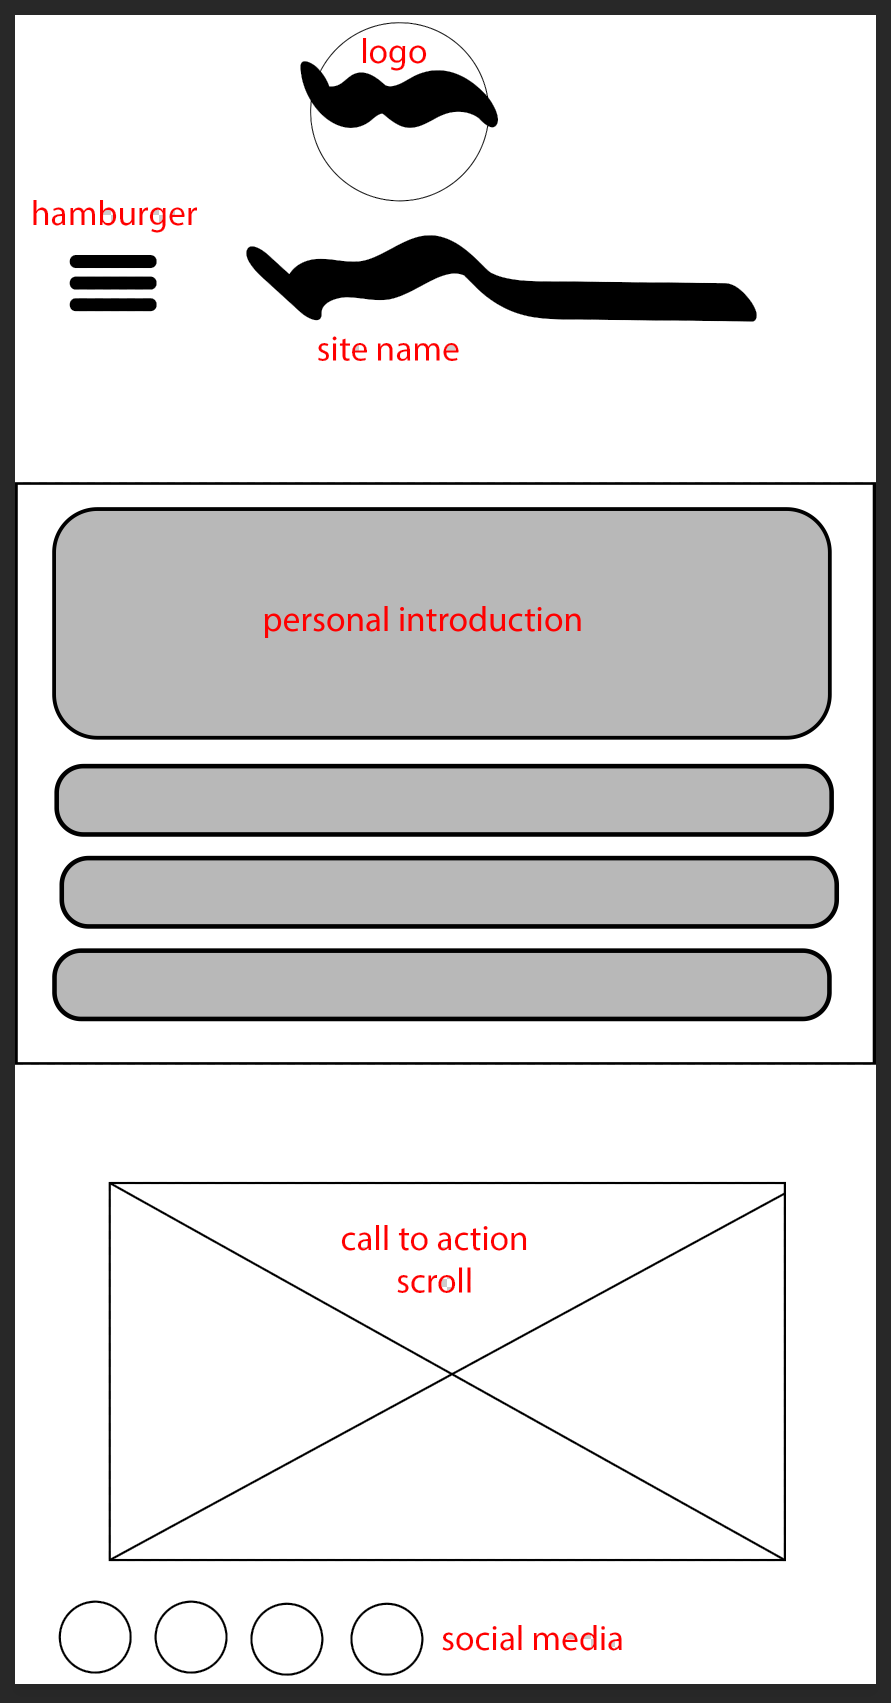 logo
hamburger
site name
personal introduction
call to action
scroll
social media